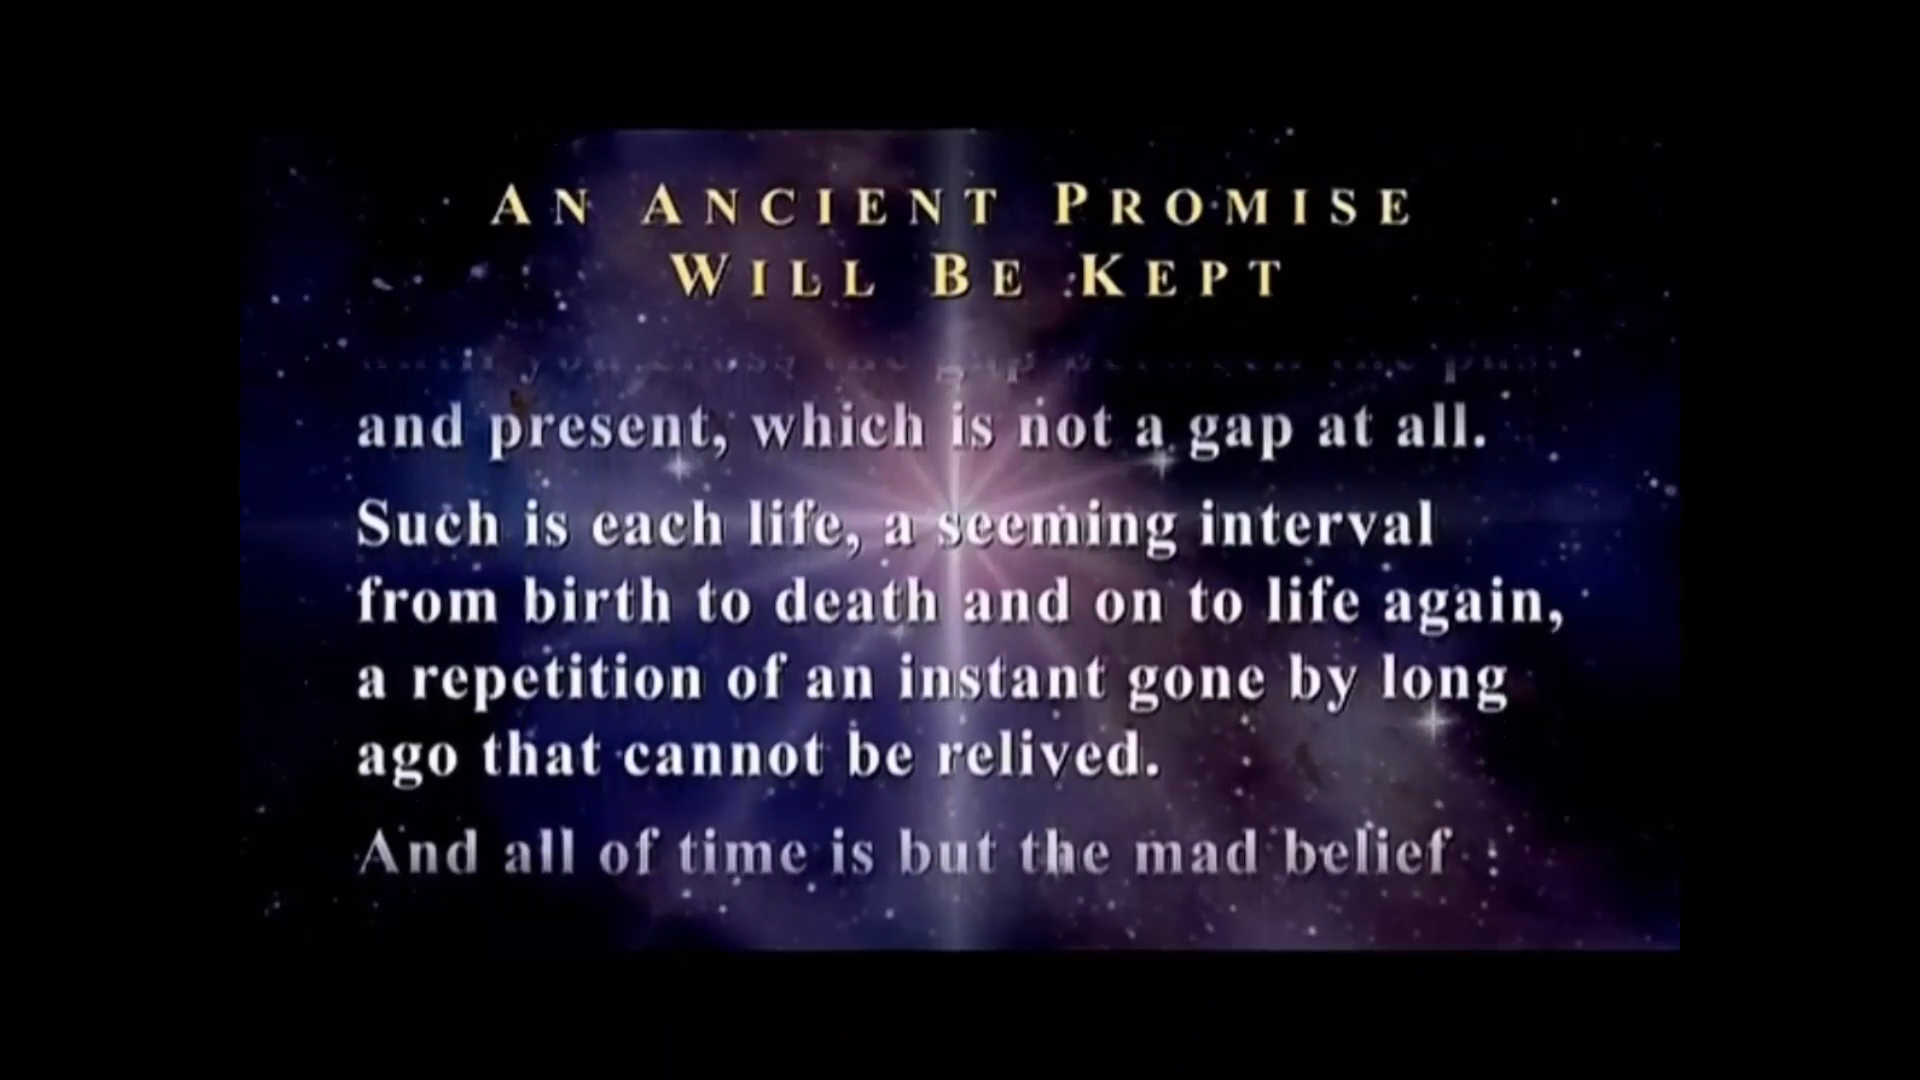 AN ANCIENT PROMISE
WILL BE KEPT
and present, which is not a gap at all.
Such is each life, a seeming interval
from birth to death and on to life again,
a repetition of an instant gone by long
ago that cannot be relived.
And all of time is but the mad belief